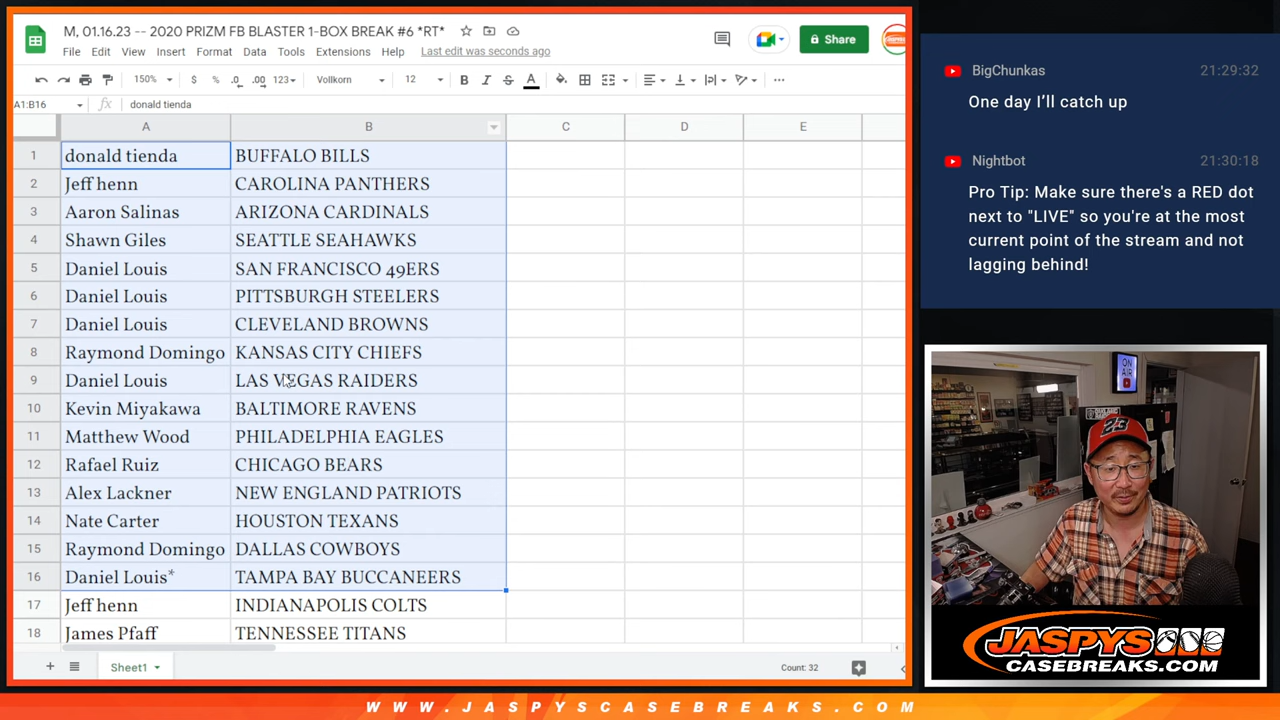 M, 01.16.23 -- 2020 PRIZM FB BLASTER 1-BOX BREAK #6 *RT*
File Edit View Insert Format Data Tools Extensions Help Last edit was seconds ago
Share
150% $ % .0 .00 123 Vollkorn 12 B I S A
A1:B16 fx donald tienda
A B C D E
1 donald tienda BUFFALO BILLS
2 Jeff henn CAROLINA PANTHERS
3 Aaron Salinas ARIZONA CARDINALS
4 Shawn Giles SEATTLE SEAHAWKS
5 Daniel Louis SAN FRANCISCO 49ERS
6 Daniel Louis PITTSBURGH STEELERS
7 Daniel Louis CLEVELAND BROWNS
8 Raymond Domingo KANSAS CITY CHIEFS
9 Daniel Louis LAS VEGAS RAIDERS
10 Kevin Miyakawa BALTIMORE RAVENS
11 Matthew Wood PHILADELPHIA EAGLES
12 Rafael Ruiz CHICAGO BEARS
13 Alex Lackner NEW ENGLAND PATRIOTS
14 Nate Carter HOUSTON TEXANS
15 Raymond Domingo DALLAS COWBOYS
16 Daniel Louis* TAMPA BAY BUCCANEERS
17 Jeff henn INDIANAPOLIS COLTS
18 James Pfaff TENNESSEE TITANS
Sheet1
Count: 32
BigChunkas 21:29:32
One day I'll catch up
Nightbot 21:30:18
Pro Tip: Make sure there's a RED dot
next to "LIVE" so you're at the most
current point of the stream and not
lagging behind!
ON AIR
23
JASPYS
CASEBREAKS.COM
WWW.JASPYSCASEBREAKS.COM